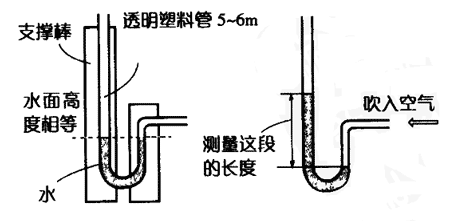 透明塑料管 5~6m
支撑棒
水面高
度相等
水
吹入空气
测量这段
的长度